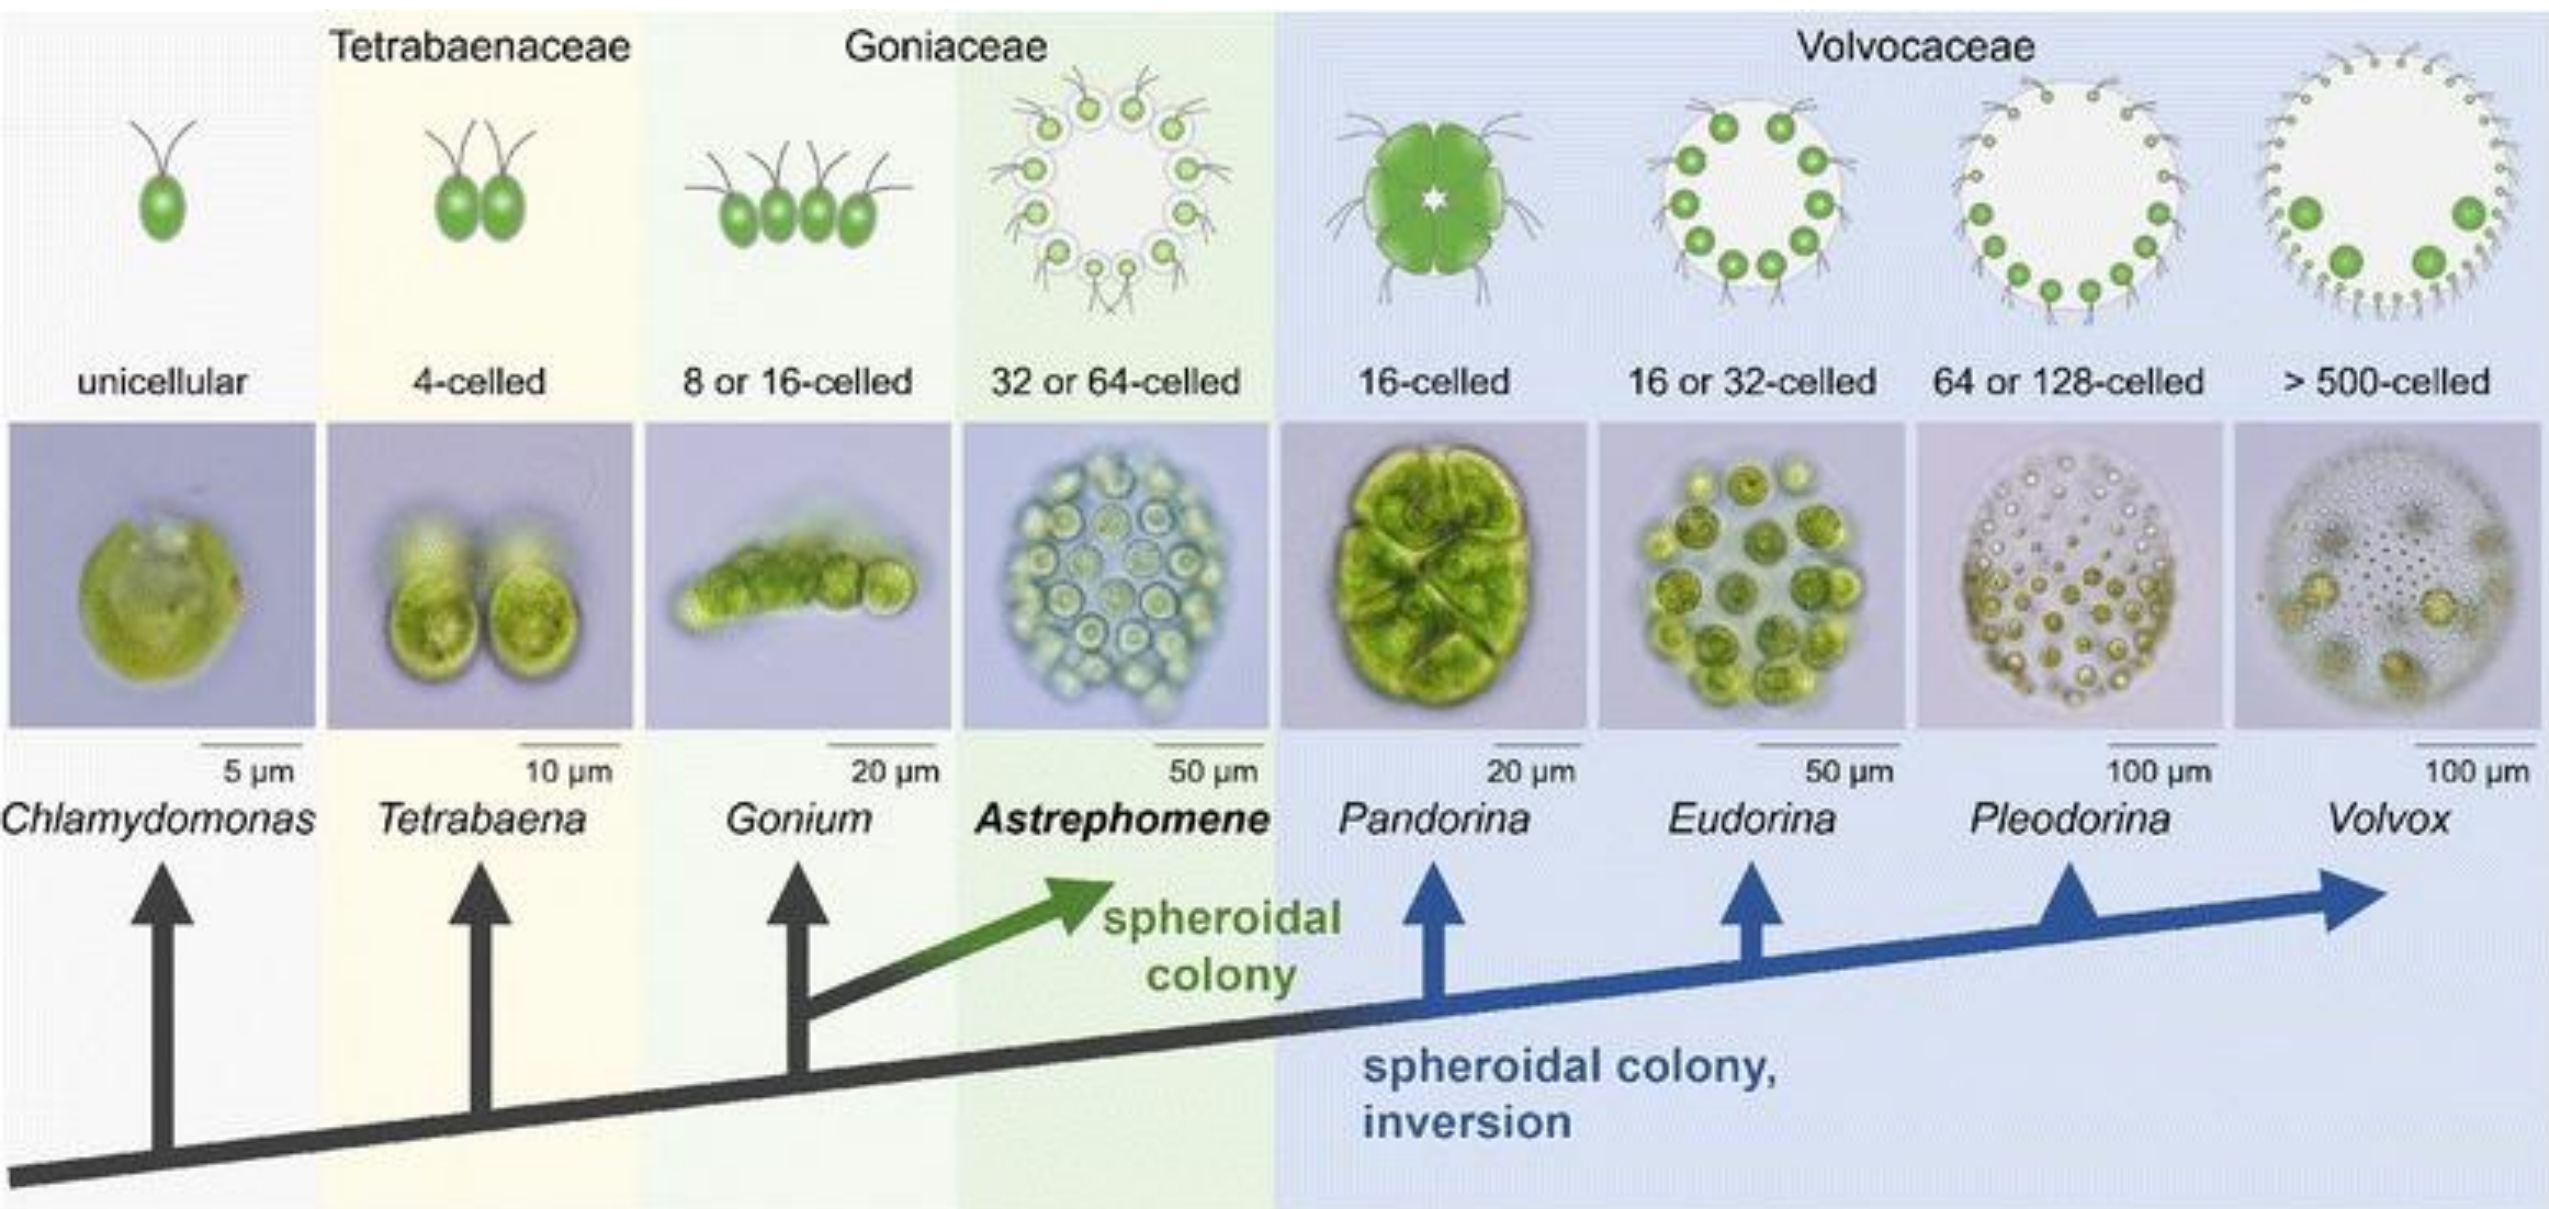 Tetrabaenaceae
Goniaceae
Volvocaceae
unicellular
4-celled
8 or 16-celled
32 or 64-celled
16-celled
16 or 32-celled
64 or 128-celled
> 500-celled
5 µm
10 µm
20 µm
50 µm
20 µm
50 µm
100 µm
100 µm
Chlamydomonas
Tetrabaena
Gonium
Astrephomene
Pandorina
Eudorina
Pleodorina
Volvox
spheroidal
colony
spheroidal colony,
inversion